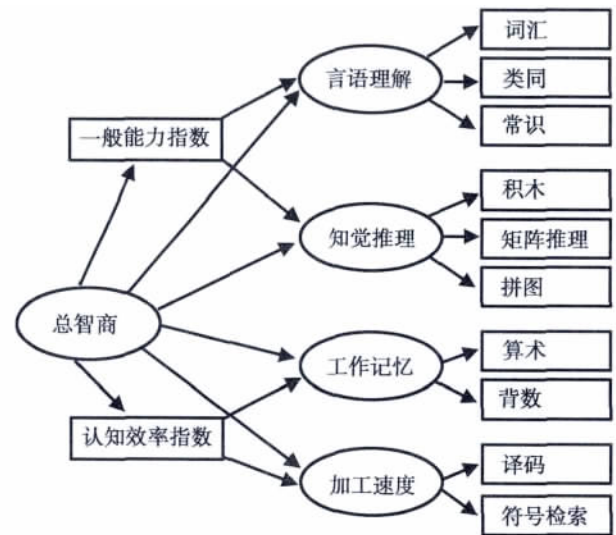 词汇
言语理解
类同
常识
一般能力指数
积木
知觉推理
矩阵推理
拼图
总智商
算术
工作记忆
背数
认知效率指数
译码
加工速度
符号检索